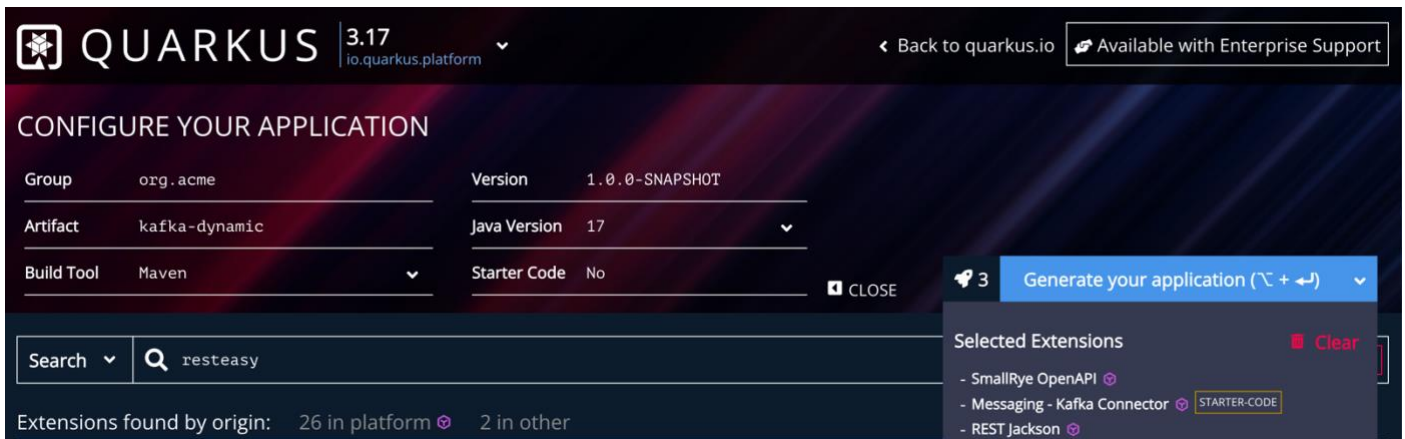 QUARKUS 3.17 io.quarkus.platform
Back to quarkus.io
Available with Enterprise Support
CONFIGURE YOUR APPLICATION
Group org.acme
Version 1.0.0-SNAPSHOT
Artifact kafka-dynamic
Java Version 17
Build Tool Maven
Starter Code No
CLOSE
3 Generate your application (⌥ + ↵)
Search resteasy
Selected Extensions Clear
- SmallRye OpenAPI
- Messaging - Kafka Connector STARTER-CODE
- REST Jackson
Extensions found by origin: 26 in platform 2 in other